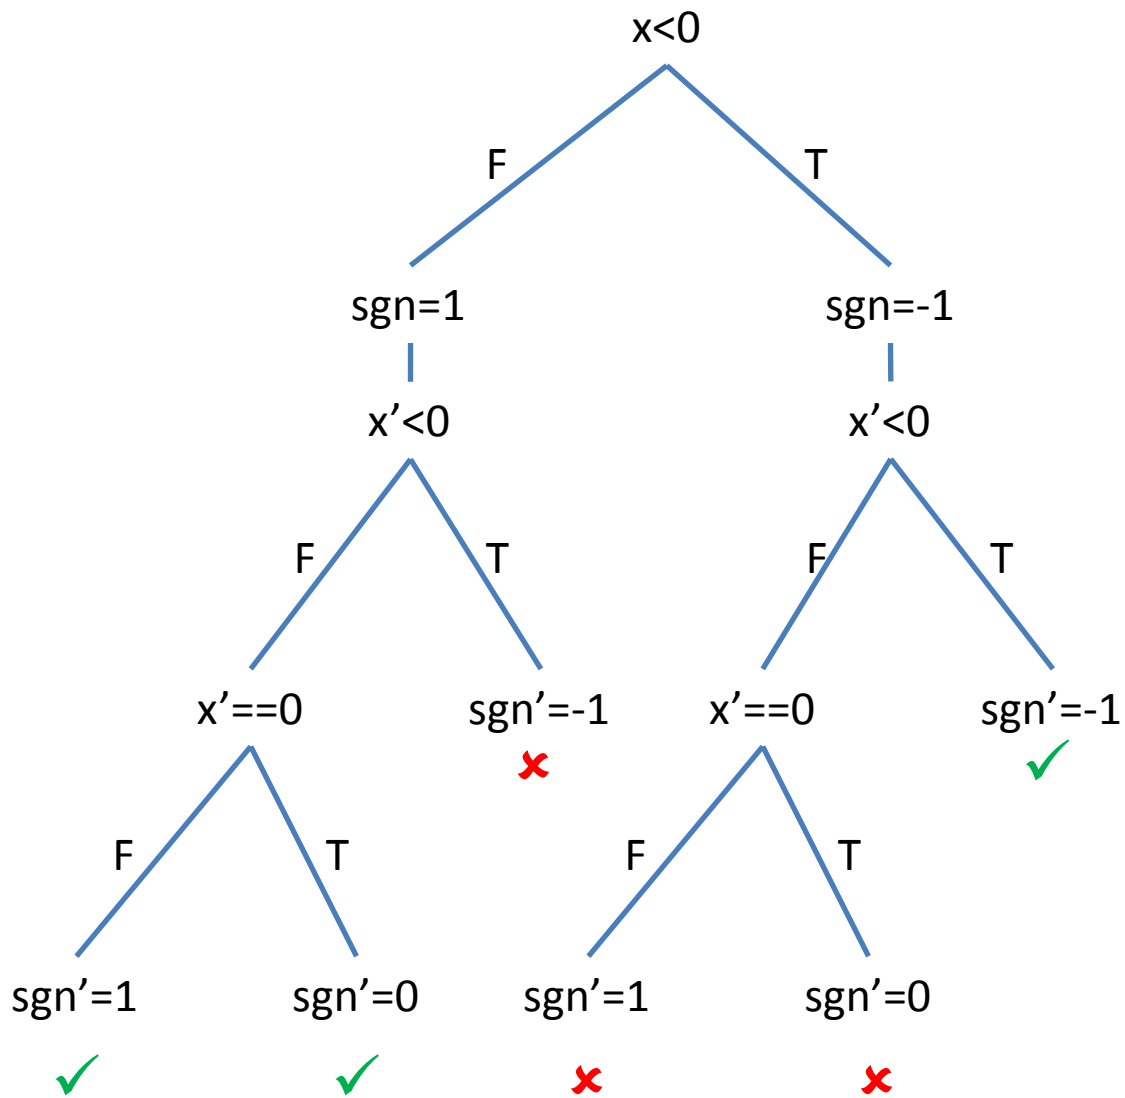 x<0
F
T
sgn=1
sgn=-1
x’<0
x’<0
F
T
F
T
x’==0
sgn’=-1
x’==0
sgn’=-1
F
T
F
T
sgn’=1
sgn’=0
sgn’=1
sgn’=0